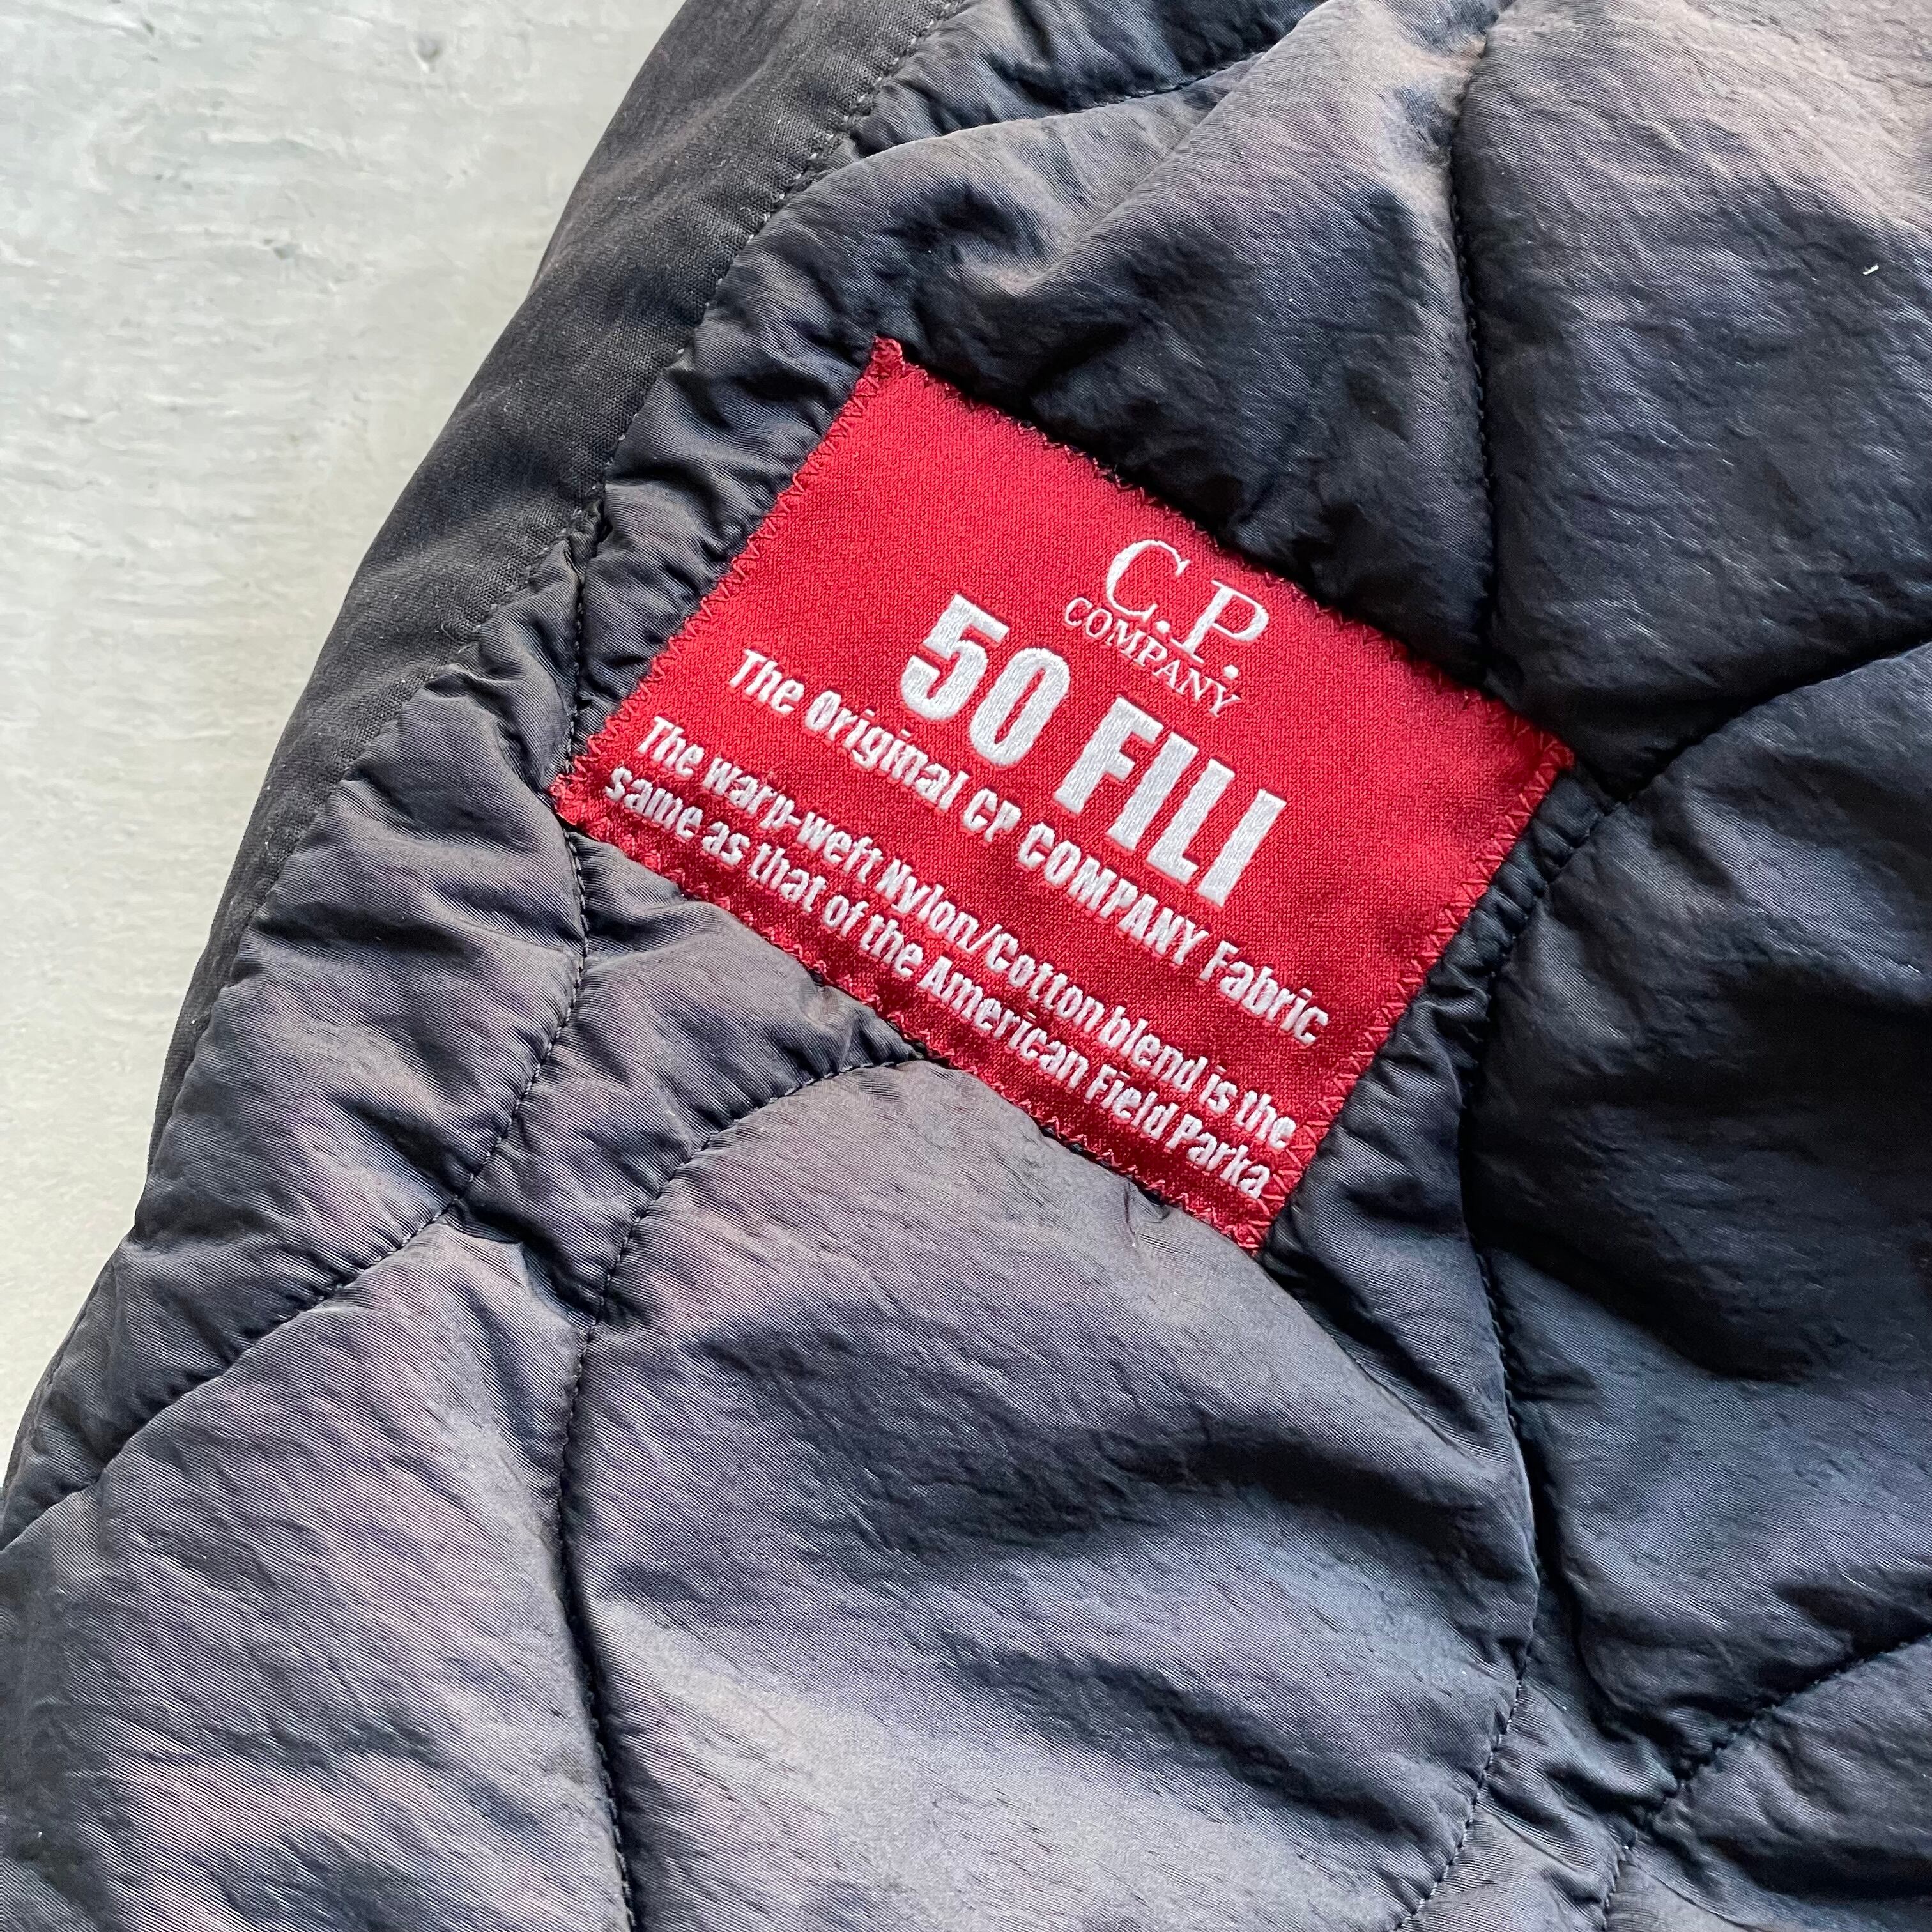 C.P.
COMPANY
50 FILI
The Original CP COMPANY Fabric
The warp-weft Nylon/Cotton blend is the
same as that of the American Field Parka